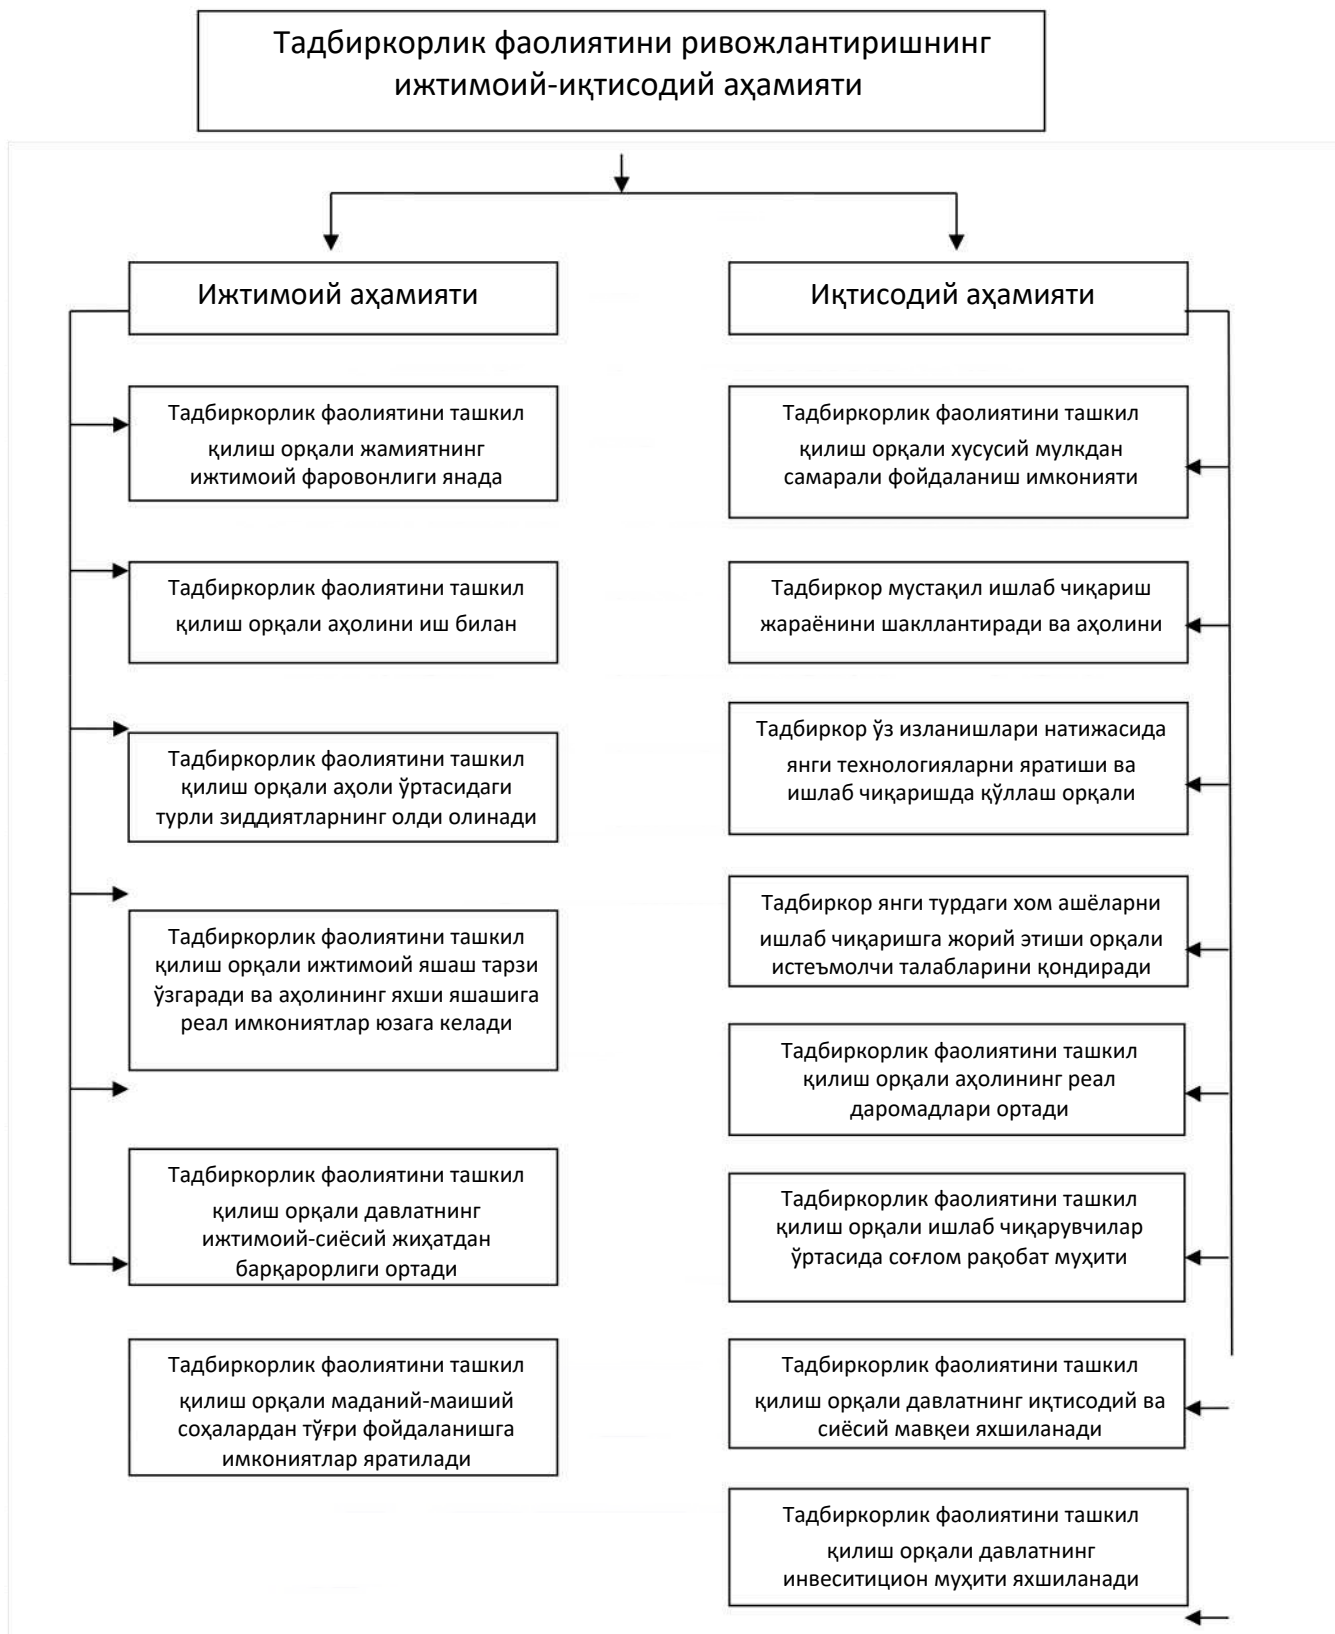 Тадбиркорлик фаолиятини ривожлантиришнинг
ижтимоий-иқтисодий аҳамияти
Ижтимоий аҳамияти
Тадбиркорлик фаолиятини ташкил
қилиш орқали жамиятнинг
ижтимоий фаровонлиги янада
Тадбиркорлик фаолиятини ташкил
қилиш орқали аҳолини иш билан
Тадбиркорлик фаолиятини ташкил
қилиш орқали аҳоли ўртасидаги
турли зиддиятларнинг олди олинади
Тадбиркорлик фаолиятини ташкил
қилиш орқали ижтимоий яшаш тарзи
ўзгаради ва аҳолининг яхши яшашига
реал имкониятлар юзага келади
Тадбиркорлик фаолиятини ташкил
қилиш орқали давлатнинг
ижтимоий-сиёсий жиҳатдан
барқарорлиги ортади
Тадбиркорлик фаолиятини ташкил
қилиш орқали маданий-маиший
соҳалардан тўғри фойдаланишга
имкониятлар яратилади
Иқтисодий аҳамияти
Тадбиркорлик фаолиятини ташкил
қилиш орқали хусусий мулкдан
самарали фойдаланиш имконияти
Тадбиркор мустақил ишлаб чиқариш
жараёнини шакллантиради ва аҳолини
Тадбиркор ўз изланишлари натижасида
янги технологияларни яратиши ва
ишлаб чиқаришда қўллаш орқали
Тадбиркор янги турдаги хом ашёларни
ишлаб чиқаришга жорий этиши орқали
истеъмолчи талабларини қондиради
Тадбиркорлик фаолиятини ташкил
қилиш орқали аҳолининг реал
даромадлари ортади
Тадбиркорлик фаолиятини ташкил
қилиш орқали ишлаб чиқарувчилар
ўртасида соғлом рақобат муҳити
Тадбиркорлик фаолиятини ташкил
қилиш орқали давлатнинг иқтисодий ва
сиёсий мавқеи яхшиланади
Тадбиркорлик фаолиятини ташкил
қилиш орқали давлатнинг
инвеситицион муҳити яхшиланади